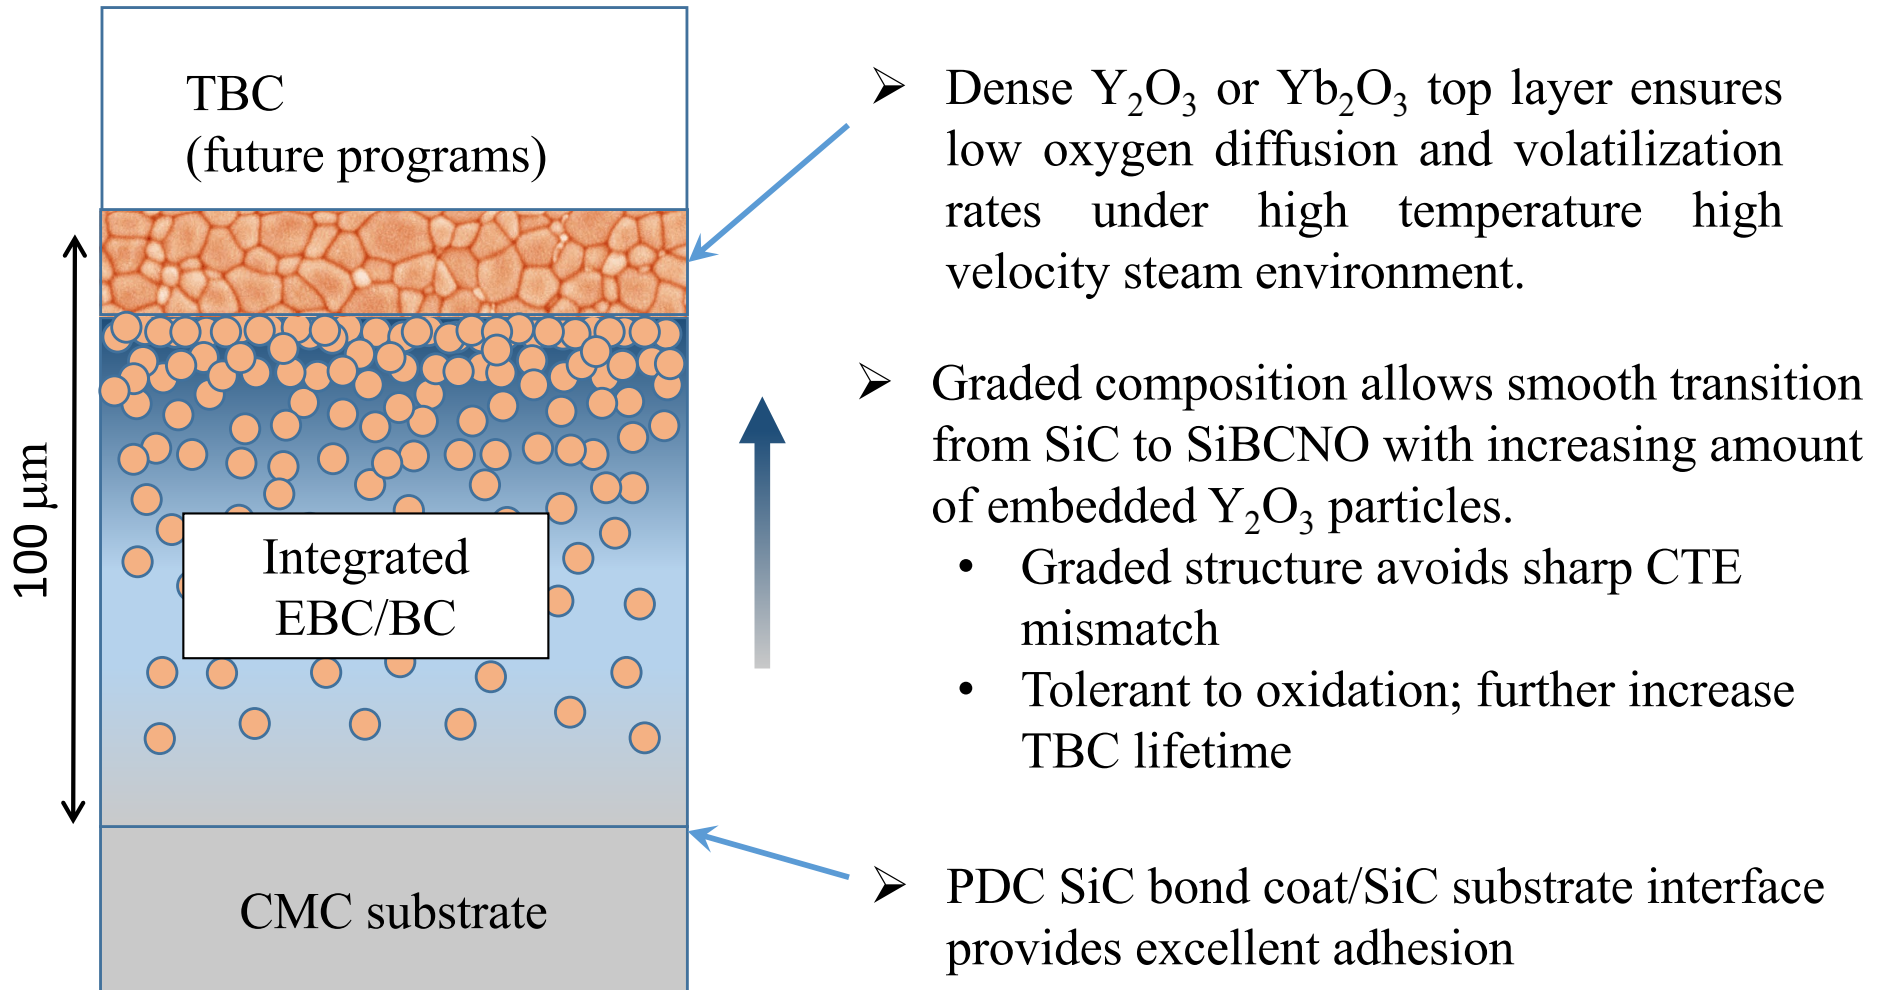 TBC
(future programs)
100 μm
Integrated
EBC/BC
CMC substrate
➢ Dense Y₂O₃ or Yb₂O₃ top layer ensures
low oxygen diffusion and volatilization
rates under high temperature high
velocity steam environment.
➢ Graded composition allows smooth transition
from SiC to SiBCNO with increasing amount
of embedded Y₂O₃ particles.
• Graded structure avoids sharp CTE
mismatch
• Tolerant to oxidation; further increase
TBC lifetime
➢ PDC SiC bond coat/SiC substrate interface
provides excellent adhesion